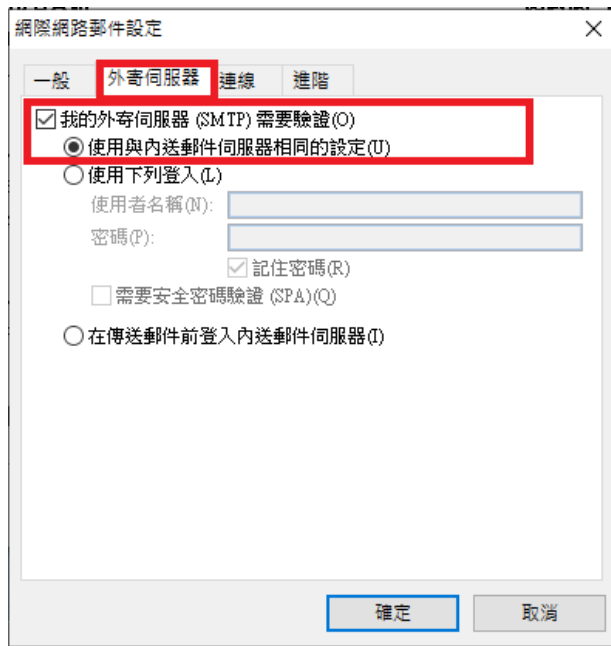 網際網路郵件設定
一般 外寄伺服器 連線 進階
我的外寄伺服器 (SMTP) 需要驗證(O)
使用與內送郵件伺服器相同的設定(U)
使用下列登入(L)
使用者名稱(N):
密碼(P):
記住密碼(R)
需要安全密碼驗證 (SPA)(Q)
在傳送郵件前登入內送郵件伺服器(I)
確定 取消